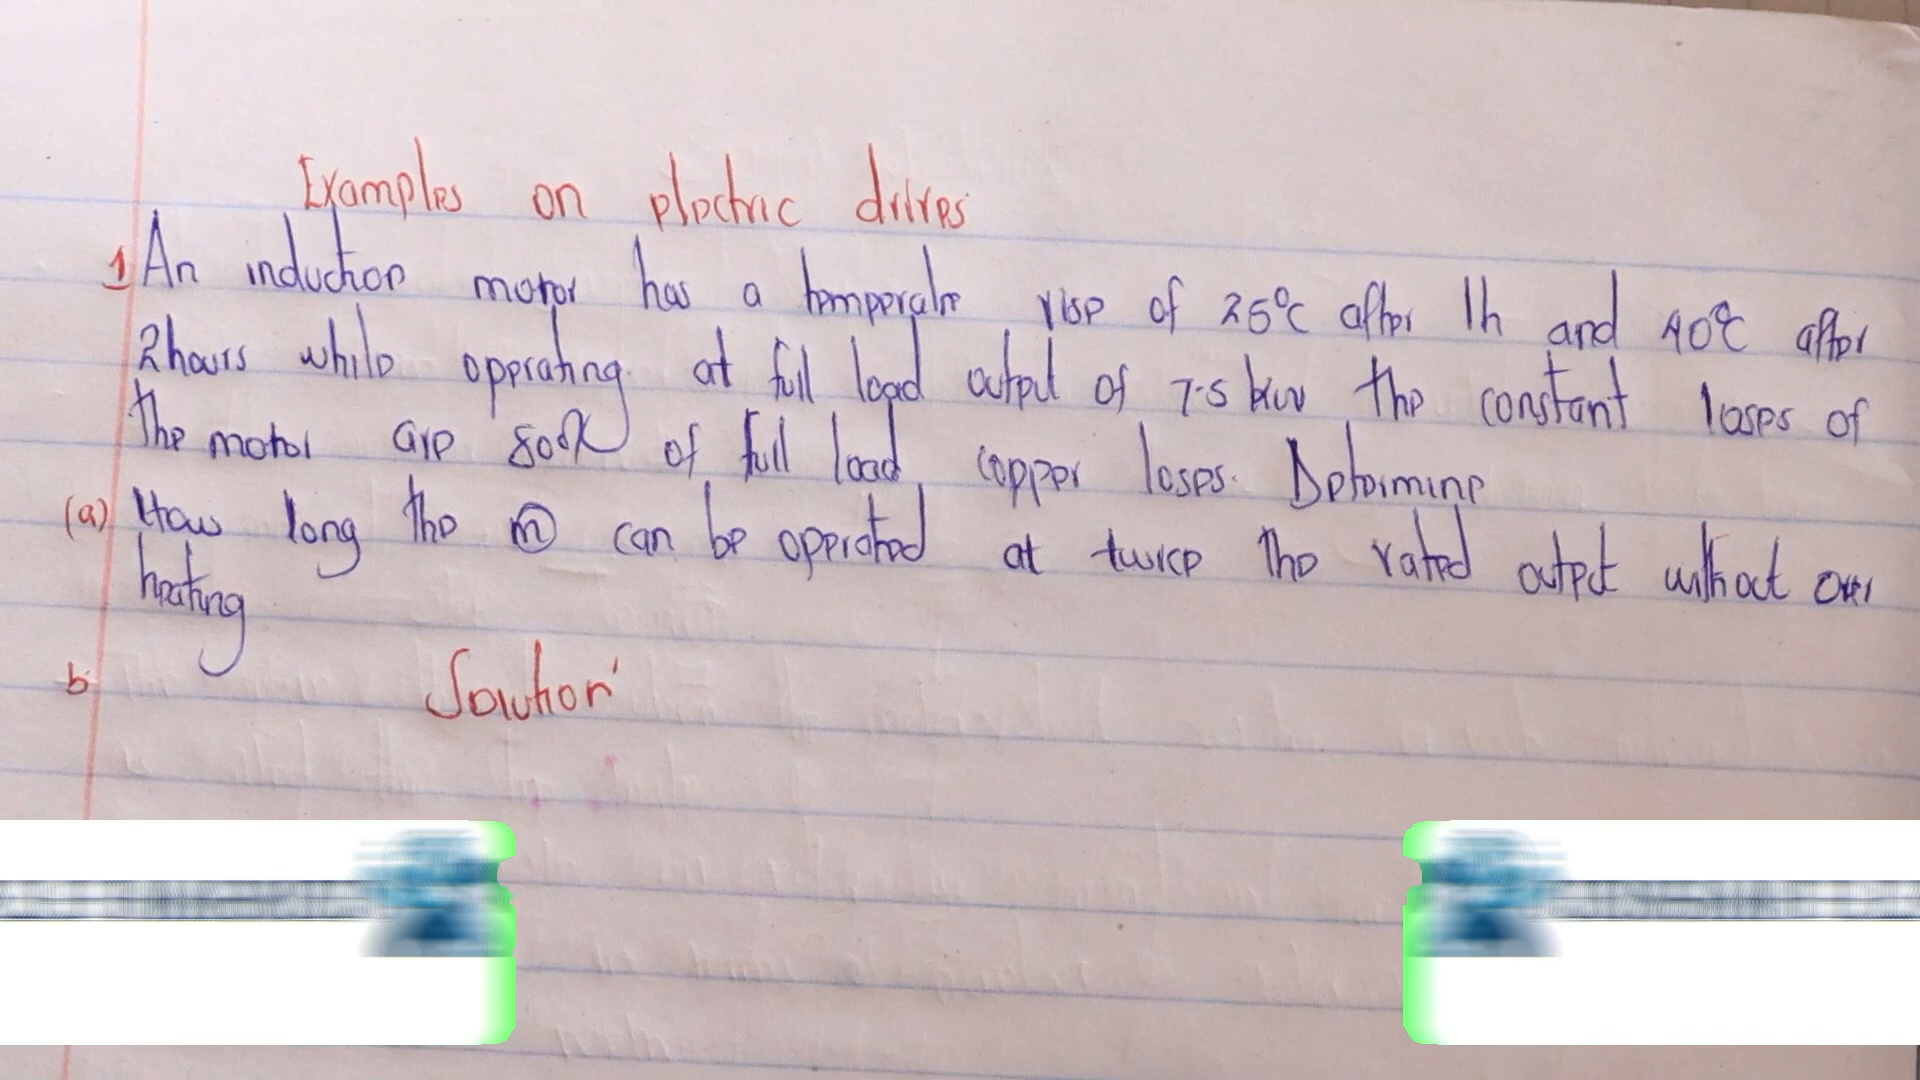 Examples on electric drives
1 An induction motor has a temperature rise of 25°c after 1h and 40°c after
2hours while operating at full load output of 7.5 kw the constant loses of
the motor are 80% of full load copper loses. Determine
(a) How long the m can be operated at twice the rated output without over
heating
b. Solution